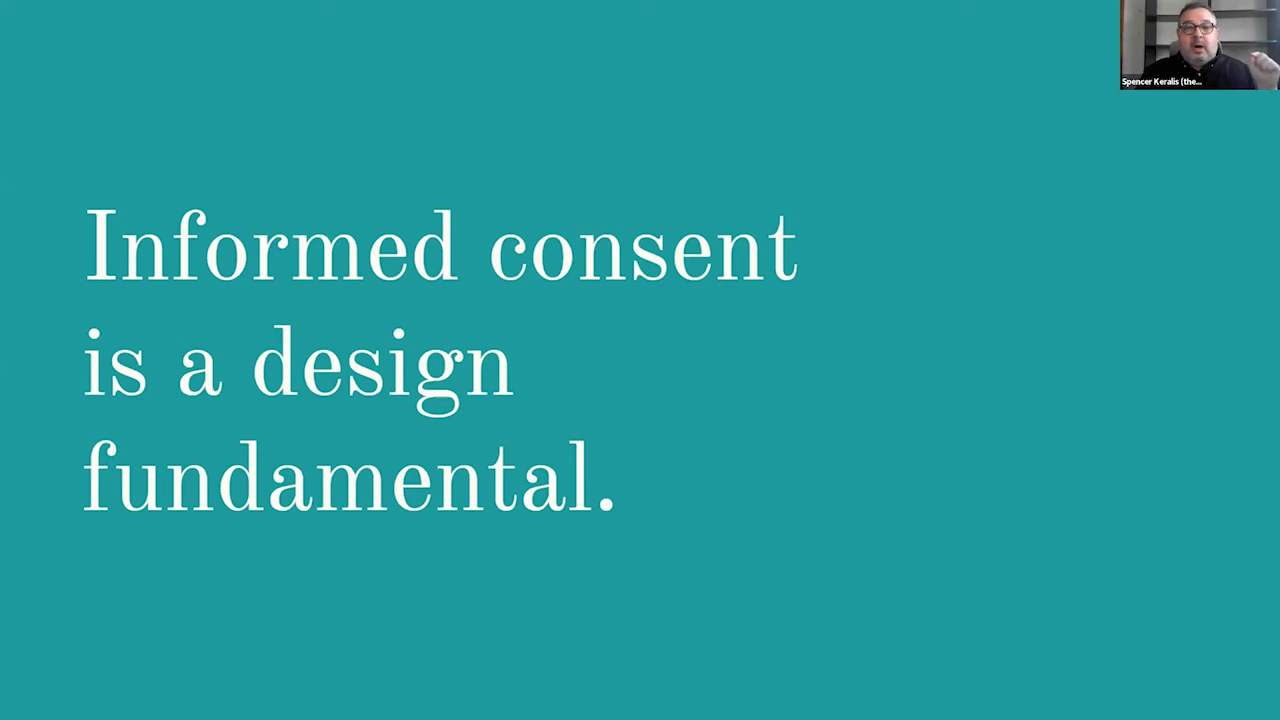 Informed consent
is a design
fundamental.
Spencer Keralis (the...